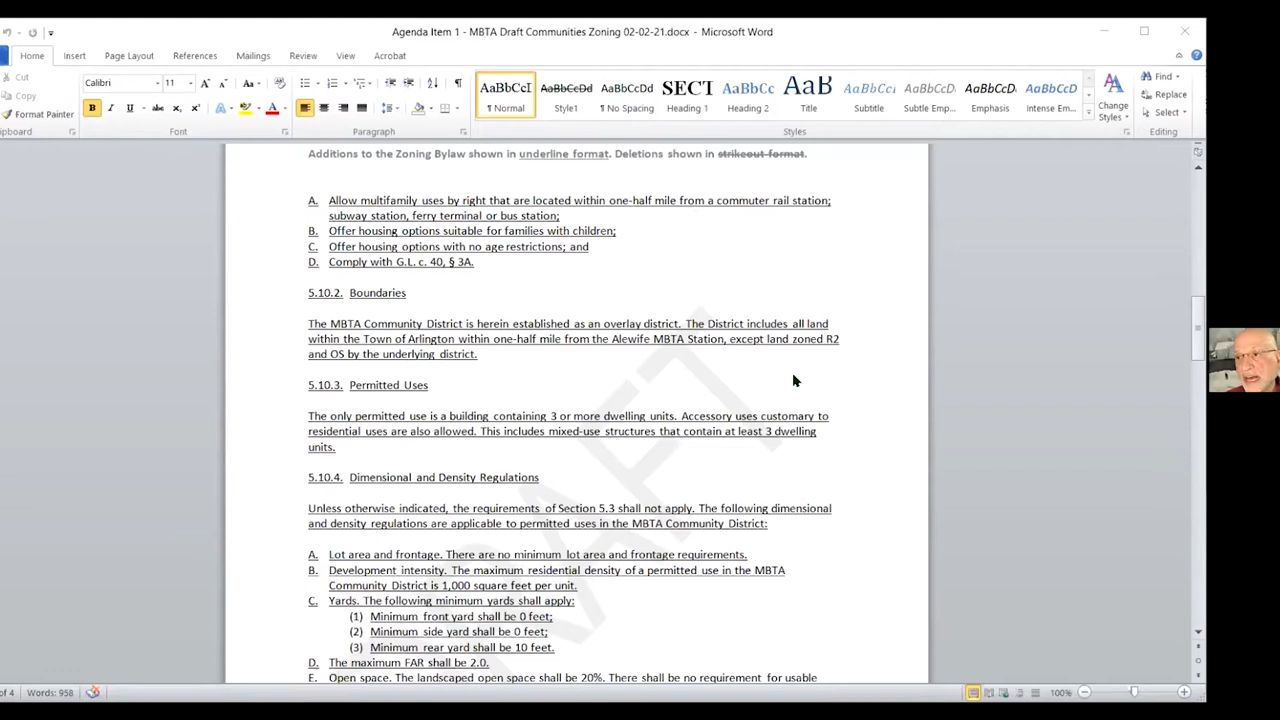 Agenda Item 1 - MBTA Draft Communities Zoning 02-02-21.docx - Microsoft Word
Home Insert Page Layout References Mailings Review View Acrobat
Cut
Copy
Format Painter
lipboard
Calibri 11
Font
Paragraph
AaBbCcI AaBbCcDd AaBbCcDd SECT AaBbCc AaB AaBbCcI AaBbCcDd AaBbCcD. AaBbCcDd
¶ Normal Style1 ¶ No Spacing Heading 1 Heading 2 Title Subtitle Subtle Emp... Emphasis Intense Em...
Change
Styles
Styles
Find
Replace
Select
Editing
Additions to the Zoning Bylaw shown in underline format. Deletions shown in strikeout format.
A. Allow multifamily uses by right that are located within one-half mile from a commuter rail station;
subway station, ferry terminal or bus station;
B. Offer housing options suitable for families with children;
C. Offer housing options with no age restrictions; and
D. Comply with G.L. c. 40, § 3A.
5.10.2. Boundaries
The MBTA Community District is herein established as an overlay district. The District includes all land
within the Town of Arlington within one-half mile from the Alewife MBTA Station, except land zoned R2
and OS by the underlying district.
5.10.3. Permitted Uses
The only permitted use is a building containing 3 or more dwelling units. Accessory uses customary to
residential uses are also allowed. This includes mixed-use structures that contain at least 3 dwelling
units.
5.10.4. Dimensional and Density Regulations
Unless otherwise indicated, the requirements of Section 5.3 shall not apply. The following dimensional
and density regulations are applicable to permitted uses in the MBTA Community District:
A. Lot area and frontage. There are no minimum lot area and frontage requirements.
B. Development intensity. The maximum residential density of a permitted use in the MBTA
Community District is 1,000 square feet per unit.
C. Yards. The following minimum yards shall apply:
(1) Minimum front yard shall be 0 feet;
(2) Minimum side yard shall be 0 feet;
(3) Minimum rear yard shall be 10 feet.
D. The maximum FAR shall be 2.0.
E. Open space. The landscaped open space shall be 20%. There shall be no requirement for usable
DRAFT
of 4 Words: 958 100%